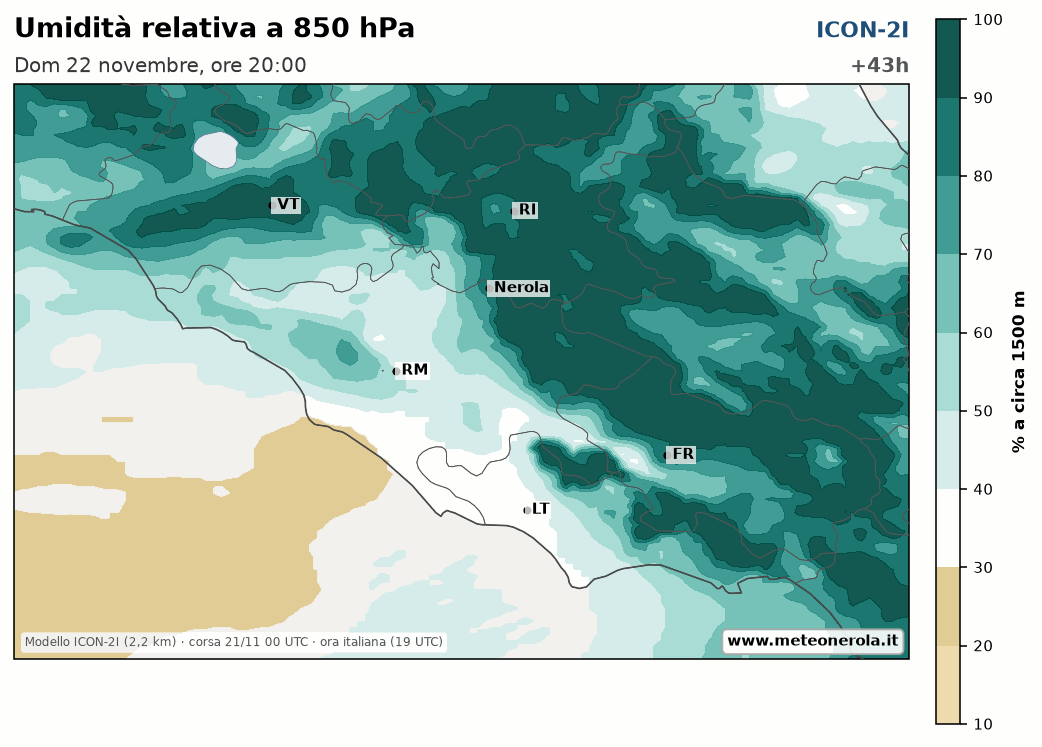 Umidità relativa a 850 hPa
ICON-2I
Dom 22 novembre, ore 20:00
+43h
100
90
80
70
60
50
40
30
20
10
% a circa 1500 m
VT
RI
Nerola
RM
FR
LT
Modello ICON-2I (2,2 km) · corsa 21/11 00 UTC · ora italiana (19 UTC)
www.meteonerola.it